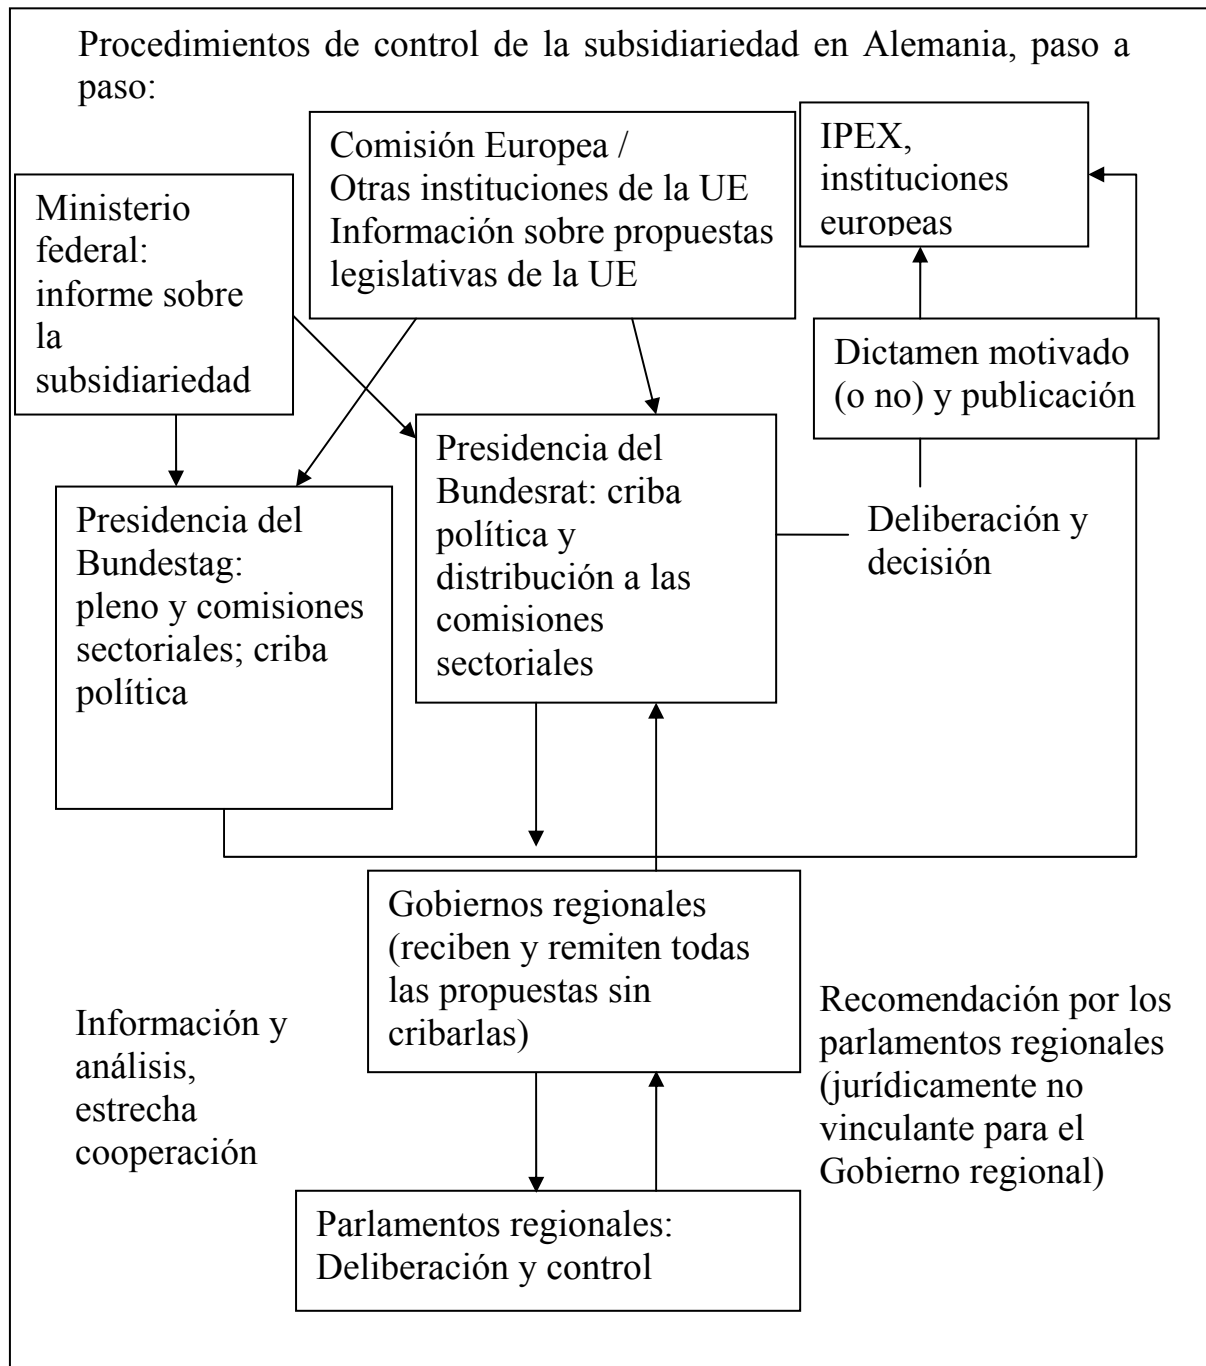 Procedimientos de control de la subsidiariedad en Alemania, paso a
paso:
Comisión Europea /
Otras instituciones de la UE
Información sobre propuestas
legislativas de la UE
IPEX,
instituciones
europeas
Ministerio
federal:
informe sobre
la
subsidiariedad
Dictamen motivado
(o no) y publicación
Presidencia del
Bundesrat: criba
política y
distribución a las
comisiones
sectoriales
Presidencia del
Bundestag:
pleno y comisiones
sectoriales; criba
política
Deliberación y
decisión
Gobiernos regionales
(reciben y remiten todas
las propuestas sin
cribarlas)
Información y
análisis,
estrecha
cooperación
Recomendación por los
parlamentos regionales
(jurídicamente no
vinculante para el
Gobierno regional)
Parlamentos regionales:
Deliberación y control